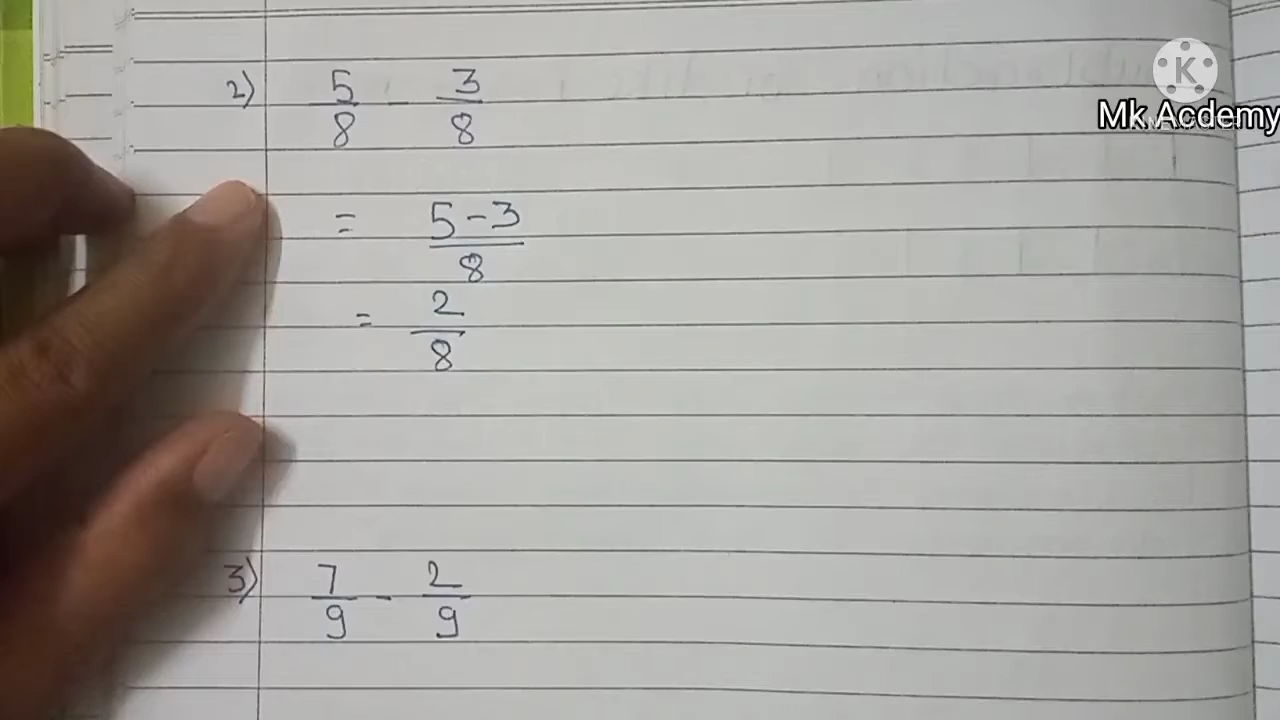 2) 5/8 - 3/8
= 5-3/8
= 2/8
3) 7/9 - 2/9
K
Mk Acdemy